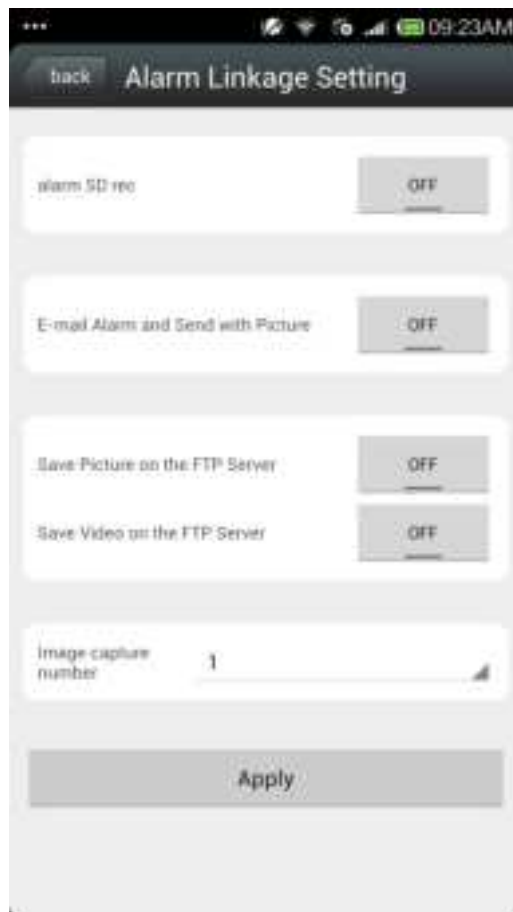 09:23AM
back
Alarm Linkage Setting
alarm SD rec
OFF
E-mail Alarm and Send with Picture
OFF
Save Picture on the FTP Server
OFF
Save Video on the FTP Server
OFF
Image capture
number
1
Apply